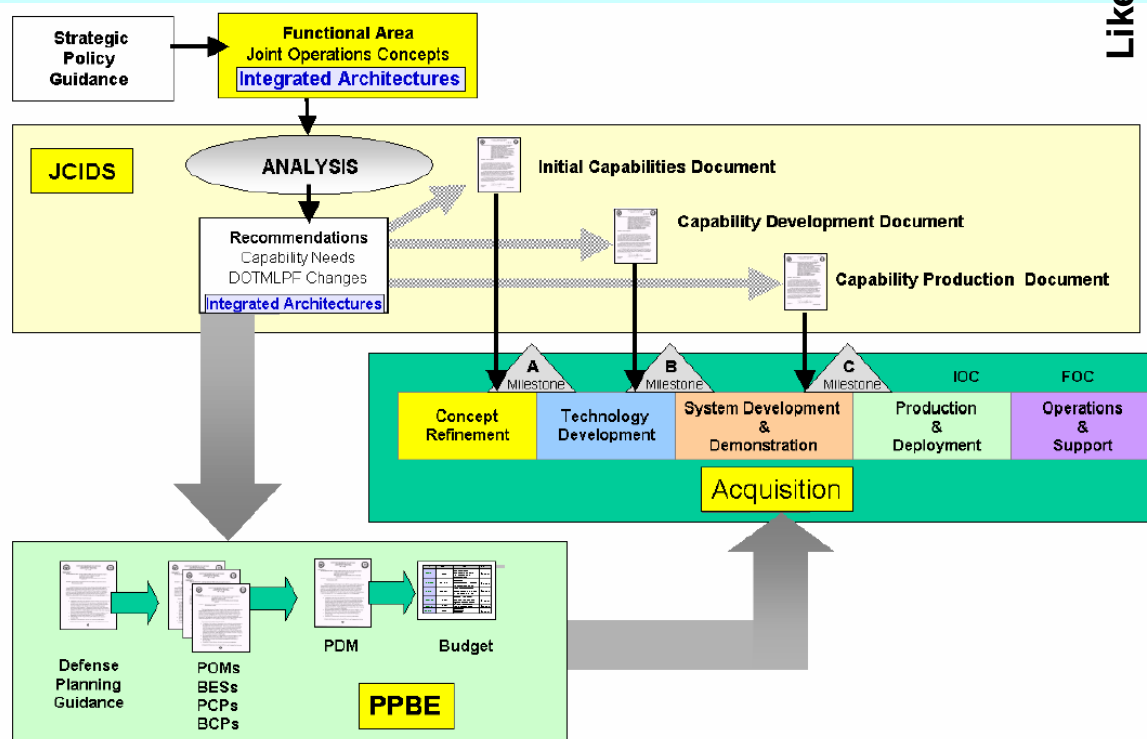 Like
Strategic
Policy
Guidance
Functional Area
Joint Operations Concepts
Integrated Architectures
JCIDS
ANALYSIS
Initial Capabilities Document
Capability Development Document
Capability Production Document
Recommendations
Capability Needs
DOTMLPF Changes
Integrated Architectures
A
Milestone
B
Milestone
C
Milestone
IOC
FOC
Concept
Refinement
Technology
Development
System Development
&
Demonstration
Production
&
Deployment
Operations
&
Support
Acquisition
Defense
Planning
Guidance
POMs
BESs
PCPs
BCPs
PDM
Budget
PPBE